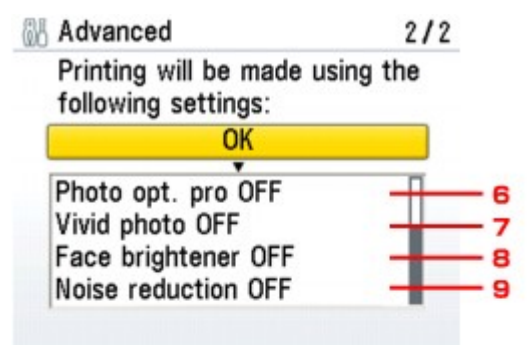 Advanced 2/2
Printing will be made using the
following settings:
OK
Photo opt. pro OFF 6
Vivid photo OFF 7
Face brightener OFF 8
Noise reduction OFF 9